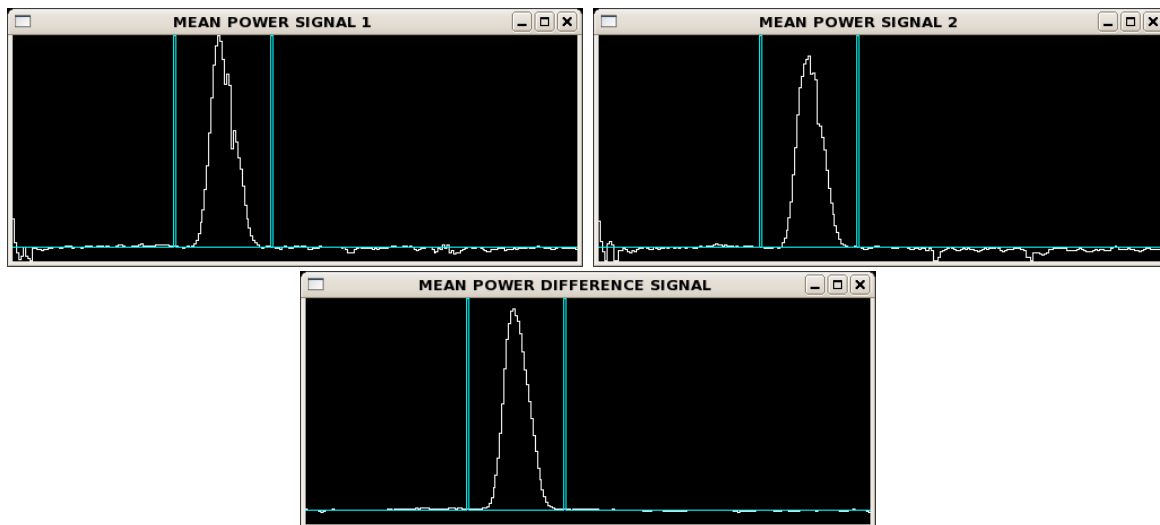 MEAN POWER SIGNAL 1
MEAN POWER SIGNAL 2
MEAN POWER DIFFERENCE SIGNAL